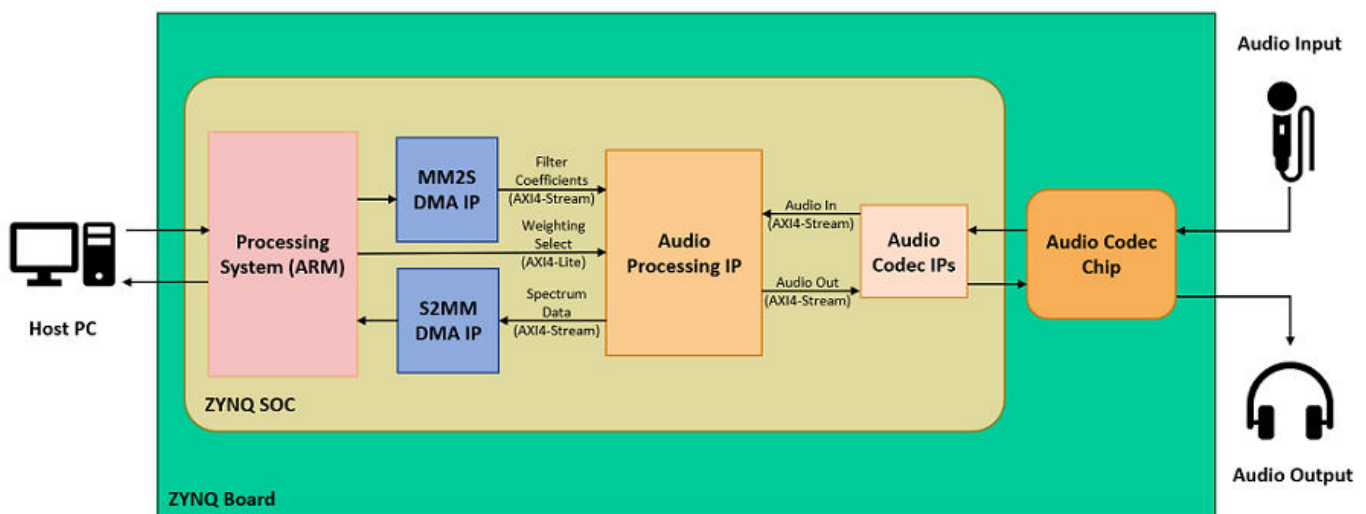 Audio Input
MM2S
DMA IP
Filter
Coefficients
(AXI4-Stream)
Processing
System (ARM)
Weighting
Select
(AXI4-Lite)
Audio
Processing IP
Audio In
(AXI4-Stream)
Audio
Codec IPs
Audio Codec
Chip
Audio Out
(AXI4-Stream)
S2MM
DMA IP
Spectrum
Data
(AXI4-Stream)
Host PC
ZYNQ SOC
Audio Output
ZYNQ Board